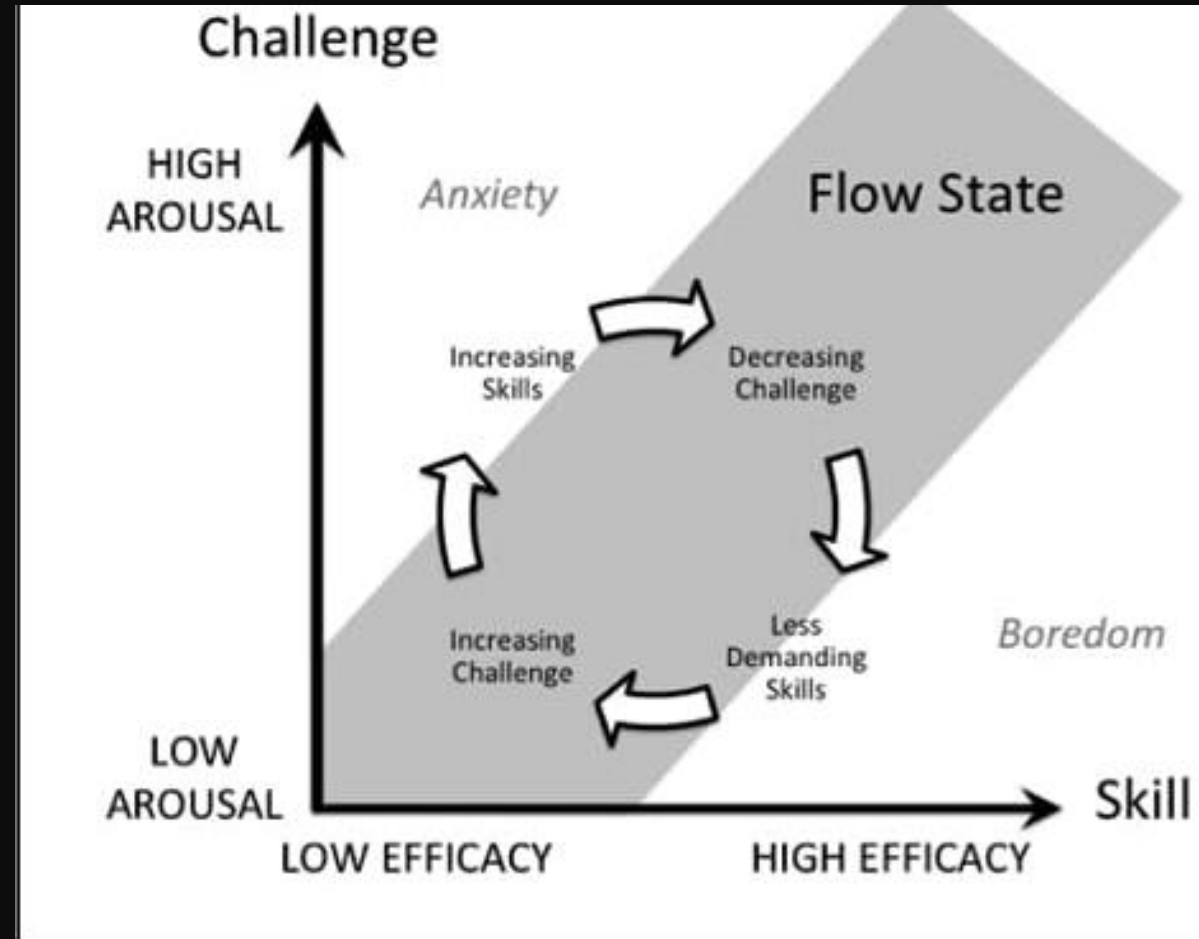 Challenge
HIGH
AROUSAL
Anxiety
Flow State
Increasing
Skills
Decreasing
Challenge
Increasing
Challenge
Less
Demanding
Skills
Boredom
LOW
AROUSAL
Skill
LOW EFFICACY
HIGH EFFICACY